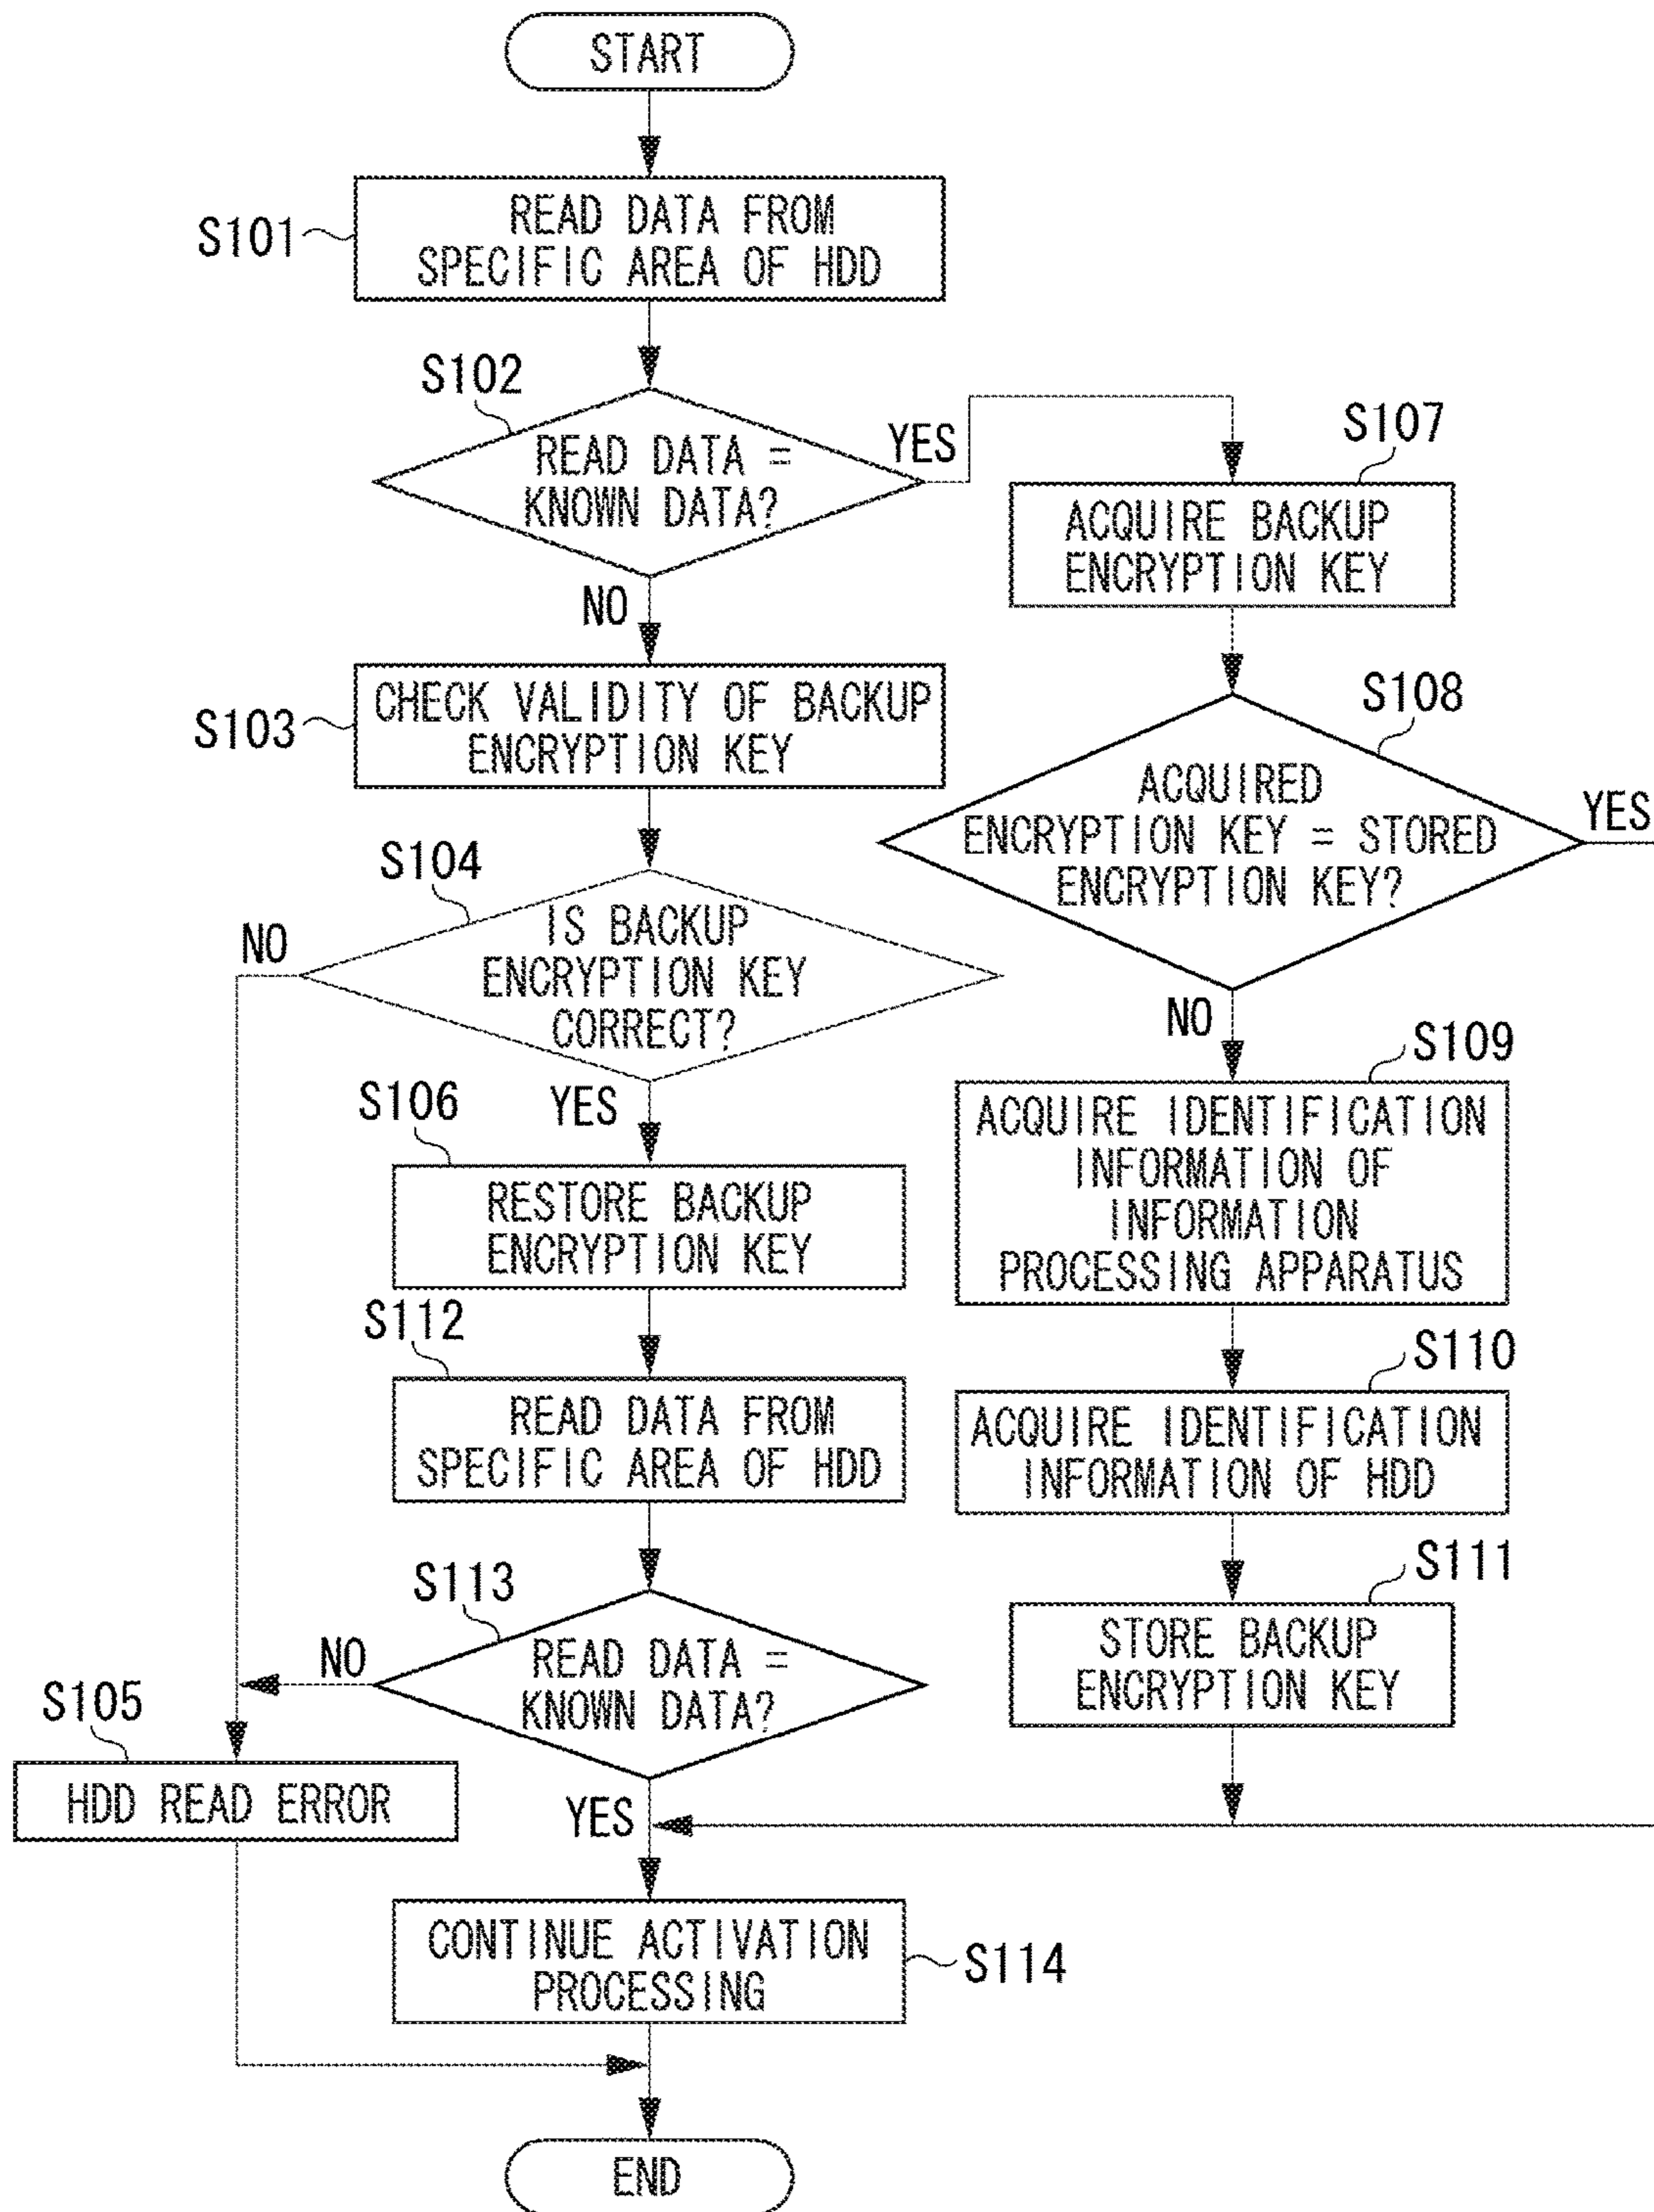 START
S101
READ DATA FROM
SPECIFIC AREA OF HDD
S102
READ DATA =
KNOWN DATA?
YES
NO
S103
CHECK VALIDITY OF BACKUP
ENCRYPTION KEY
S104
IS BACKUP
ENCRYPTION KEY
CORRECT?
NO
YES
S106
RESTORE BACKUP
ENCRYPTION KEY
S112
READ DATA FROM
SPECIFIC AREA OF HDD
S113
READ DATA =
KNOWN DATA?
NO
YES
S105
HDD READ ERROR
S107
ACQUIRE BACKUP
ENCRYPTION KEY
S108
ACQUIRED
ENCRYPTION KEY = STORED
ENCRYPTION KEY?
YES
NO
S109
ACQUIRE IDENTIFICATION
INFORMATION OF
INFORMATION
PROCESSING APPARATUS
S110
ACQUIRE IDENTIFICATION
INFORMATION OF HDD
S111
STORE BACKUP
ENCRYPTION KEY
CONTINUE ACTIVATION
PROCESSING
S114
END